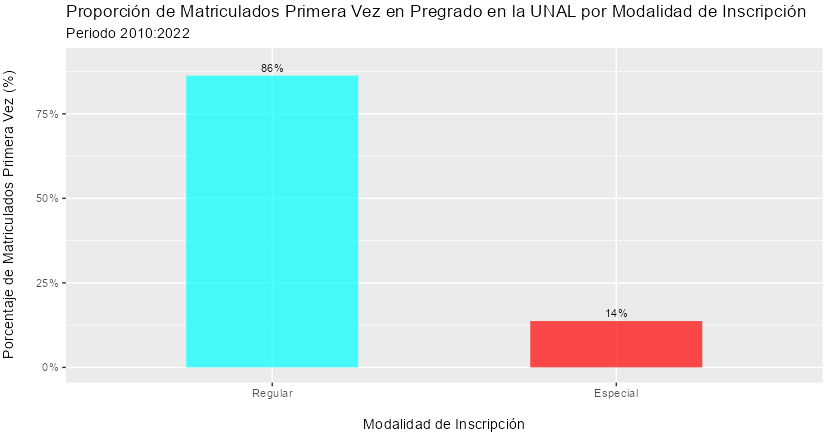 Proporción de Matriculados Primera Vez en Pregrado en la UNAL por Modalidad de Inscripción
Periodo 2010:2022
Porcentaje de Matriculados Primera Vez (%)
75%
50%
25%
0%
86%
14%
Regular
Especial
Modalidad de Inscripción